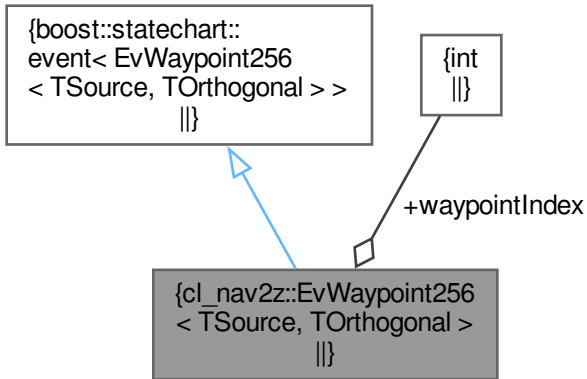 {boost::statechart::
event< EvWaypoint256
< TSource, TOrthogonal > >
||}
{int
||}
+waypointIndex
{cl_nav2z::EvWaypoint256
< TSource, TOrthogonal >
||}